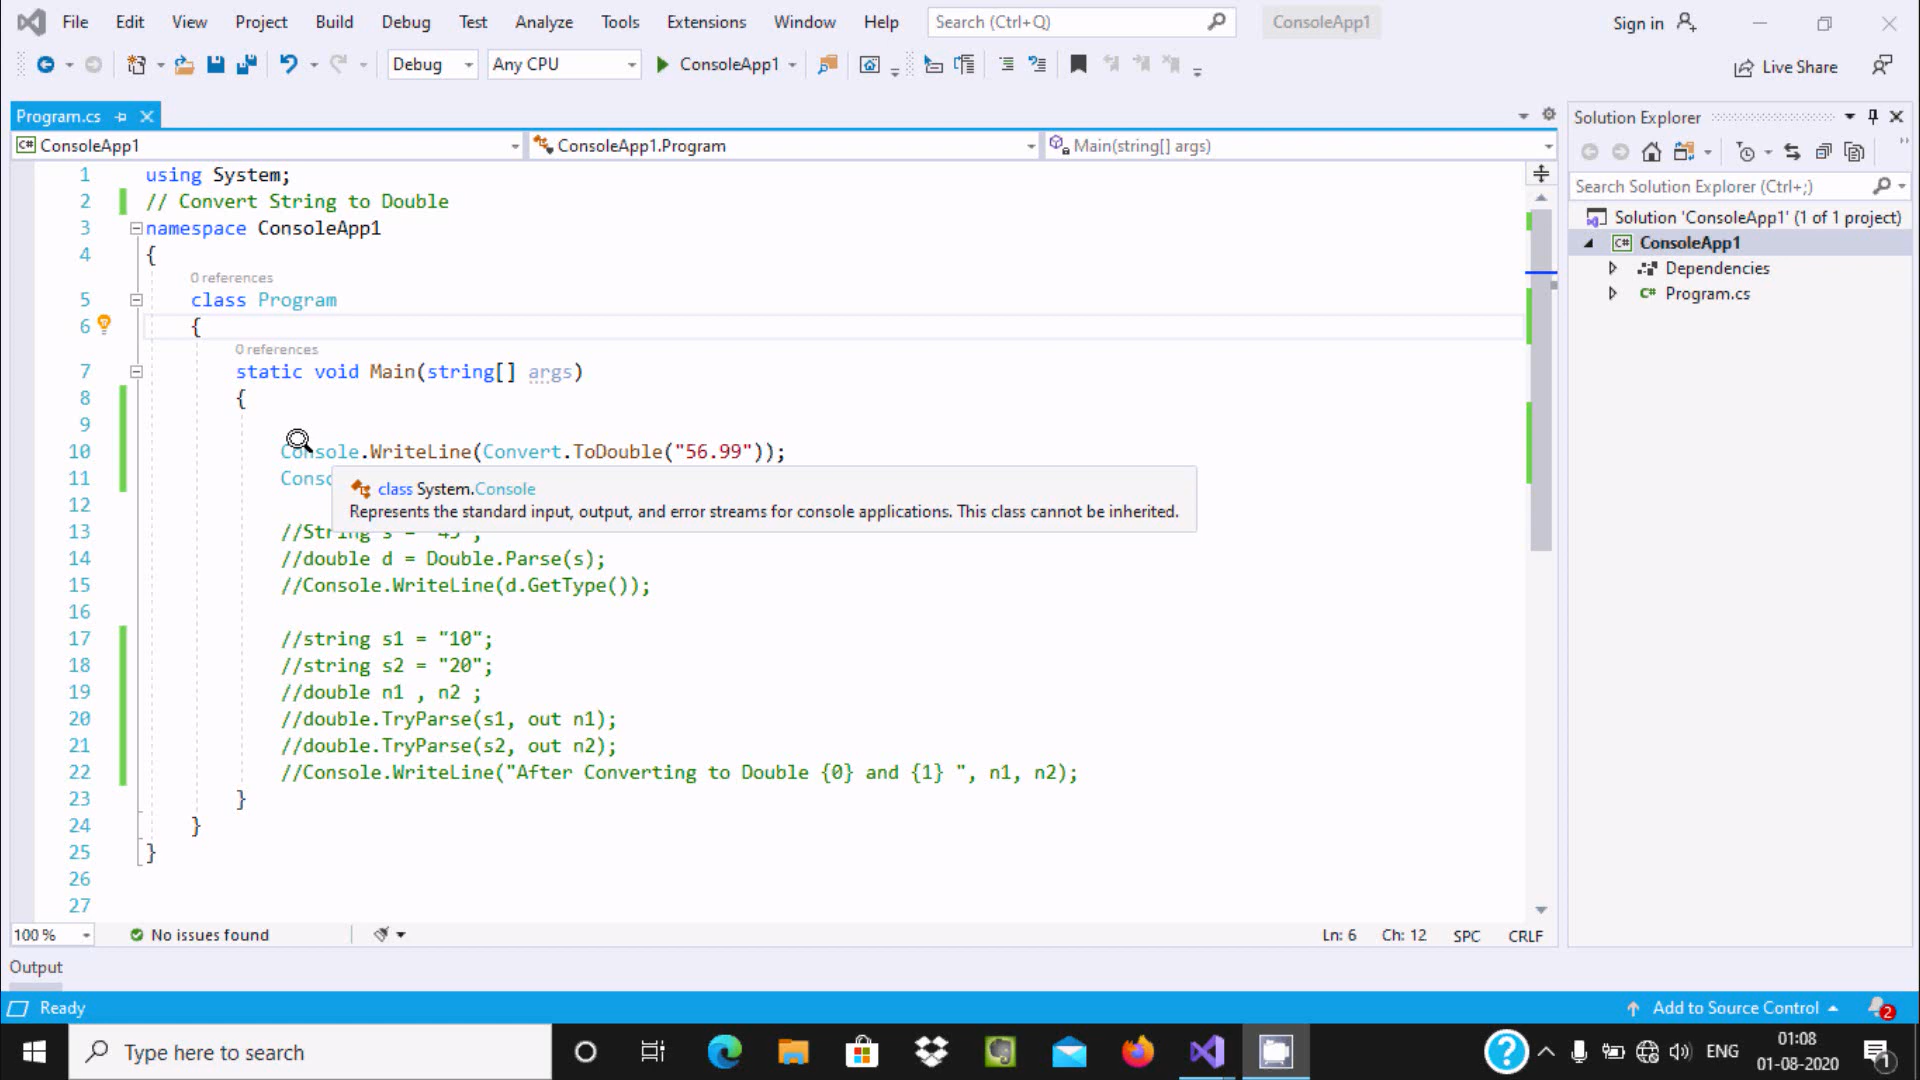 File Edit View Project Build Debug Test Analyze Tools Extensions Window Help Search (Ctrl+Q) ConsoleApp1 Sign in
Debug Any CPU ConsoleApp1 Live Share
Program.cs
ConsoleApp1 ConsoleApp1.Program Main(string[] args)
1 using System;
2 // Convert String to Double
3 namespace ConsoleApp1
4 {
0 references
5 class Program
6 {
0 references
7 static void Main(string[] args)
8 {
9
10 Console.WriteLine(Convert.ToDouble("56.99"));
11 Conso
class System.Console
Represents the standard input, output, and error streams for console applications. This class cannot be inherited.
12
13 //String s = "45";
14 //double d = Double.Parse(s);
15 //Console.WriteLine(d.GetType());
16
17 //string s1 = "10";
18 //string s2 = "20";
19 //double n1 , n2 ;
20 //double.TryParse(s1, out n1);
21 //double.TryParse(s2, out n2);
22 //Console.WriteLine("After Converting to Double {0} and {1} ", n1, n2);
23 }
24 }
25 }
26
27
100 % No issues found Ln: 6 Ch: 12 SPC CRLF
Output
Solution Explorer
Search Solution Explorer (Ctrl+;)
Solution 'ConsoleApp1' (1 of 1 project)
ConsoleApp1
Dependencies
C# Program.cs
Ready Add to Source Control 2
Type here to search ENG 01:08
01-08-2020 1